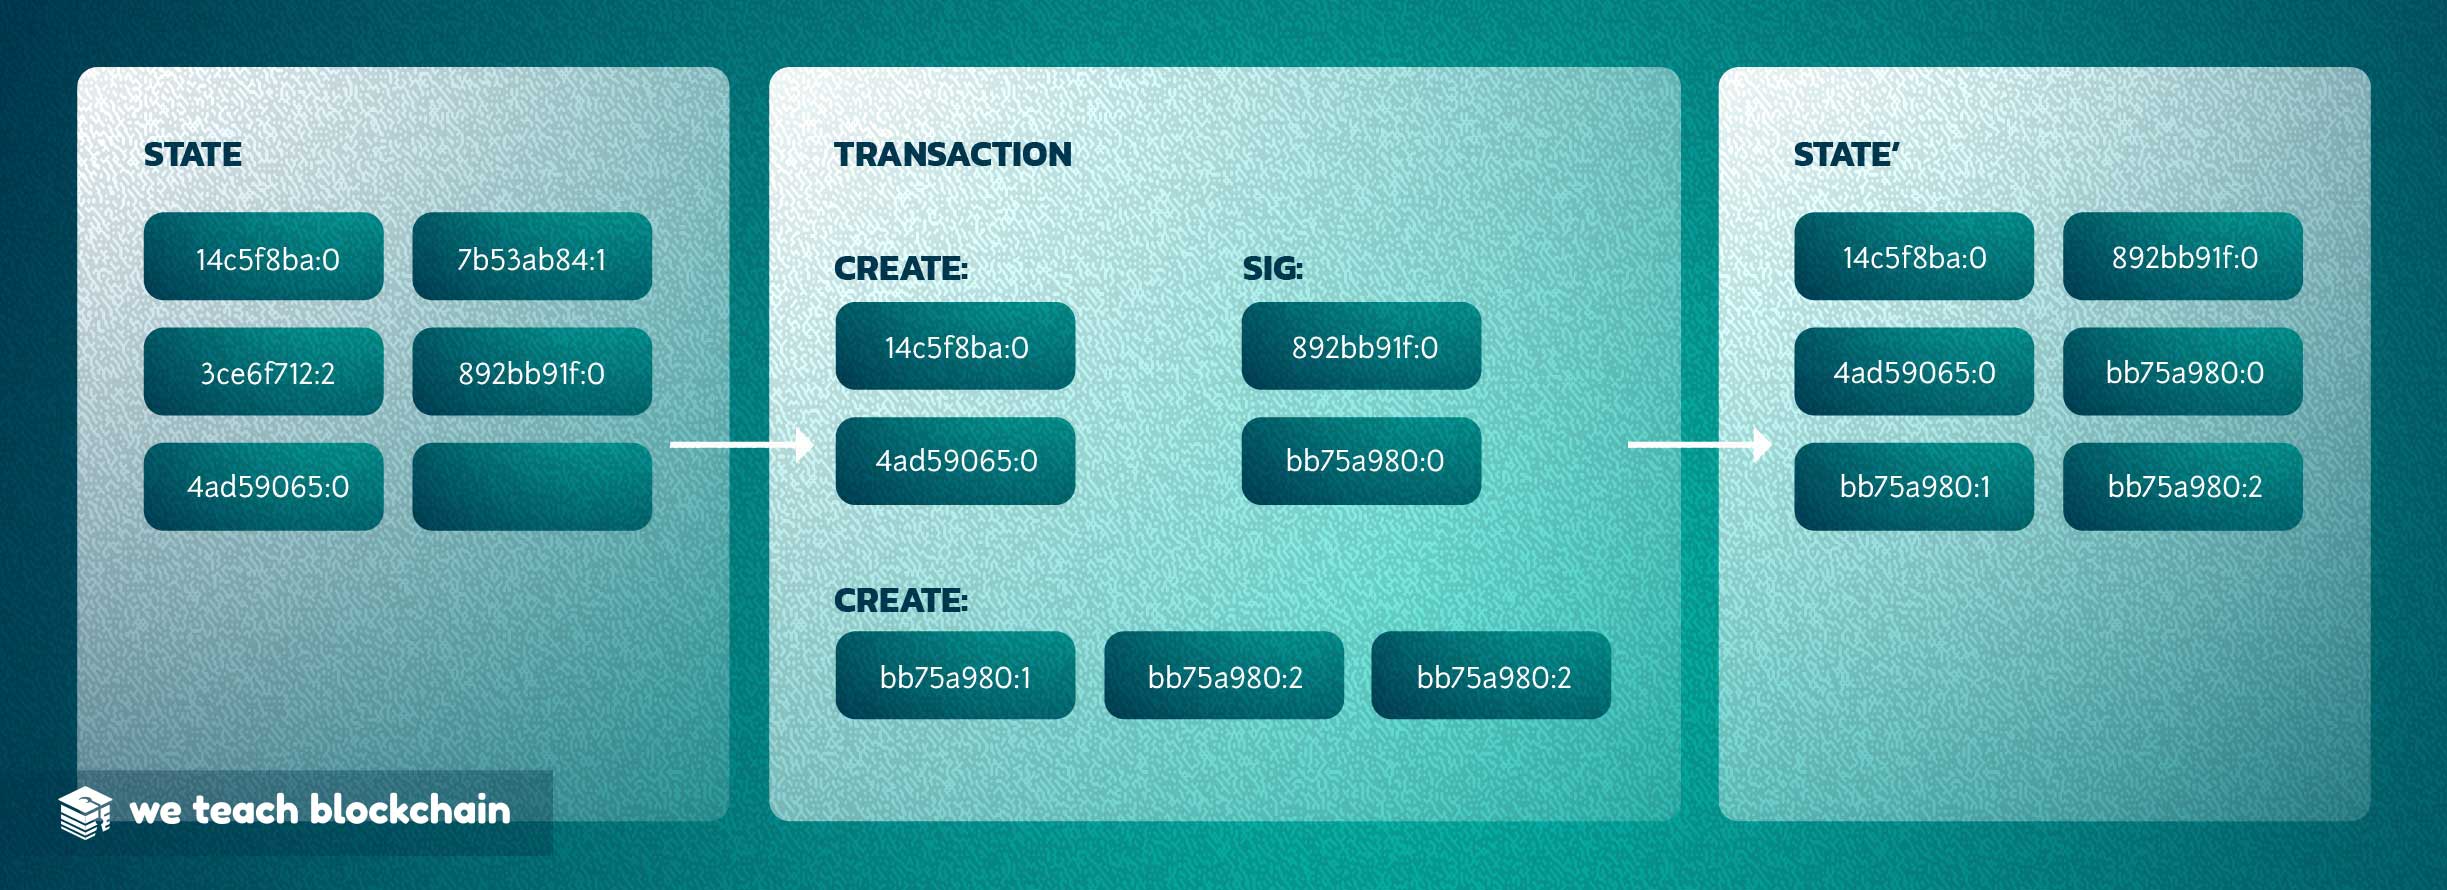 STATE
14c5f8ba:0
7b53ab84:1
3ce6f712:2
892bb91f:0
4ad59065:0
TRANSACTION
CREATE:
14c5f8ba:0
4ad59065:0
SIG:
892bb91f:0
bb75a980:0
CREATE:
bb75a980:1
bb75a980:2
bb75a980:2
STATE’
14c5f8ba:0
892bb91f:0
4ad59065:0
bb75a980:0
bb75a980:1
bb75a980:2
we teach blockchain